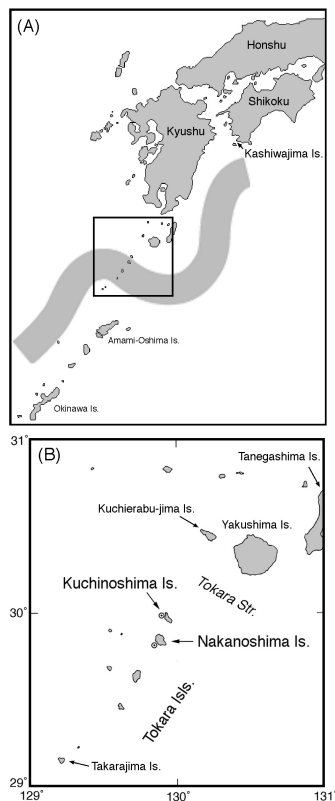 (A)
Honshu
Shikoku
Kyushu
Kashiwajima Is.
Amami-Oshima Is.
Okinawa Is.
31°
(B)
Tanegashima Is.
Kuchierabu-jima Is.
Yakushima Is.
Tokara Str.
Kuchinoshima Is.
30°
Nakanoshima Is.
Tokara Isls.
Takarajima Is.
29°
129°
130°
131°